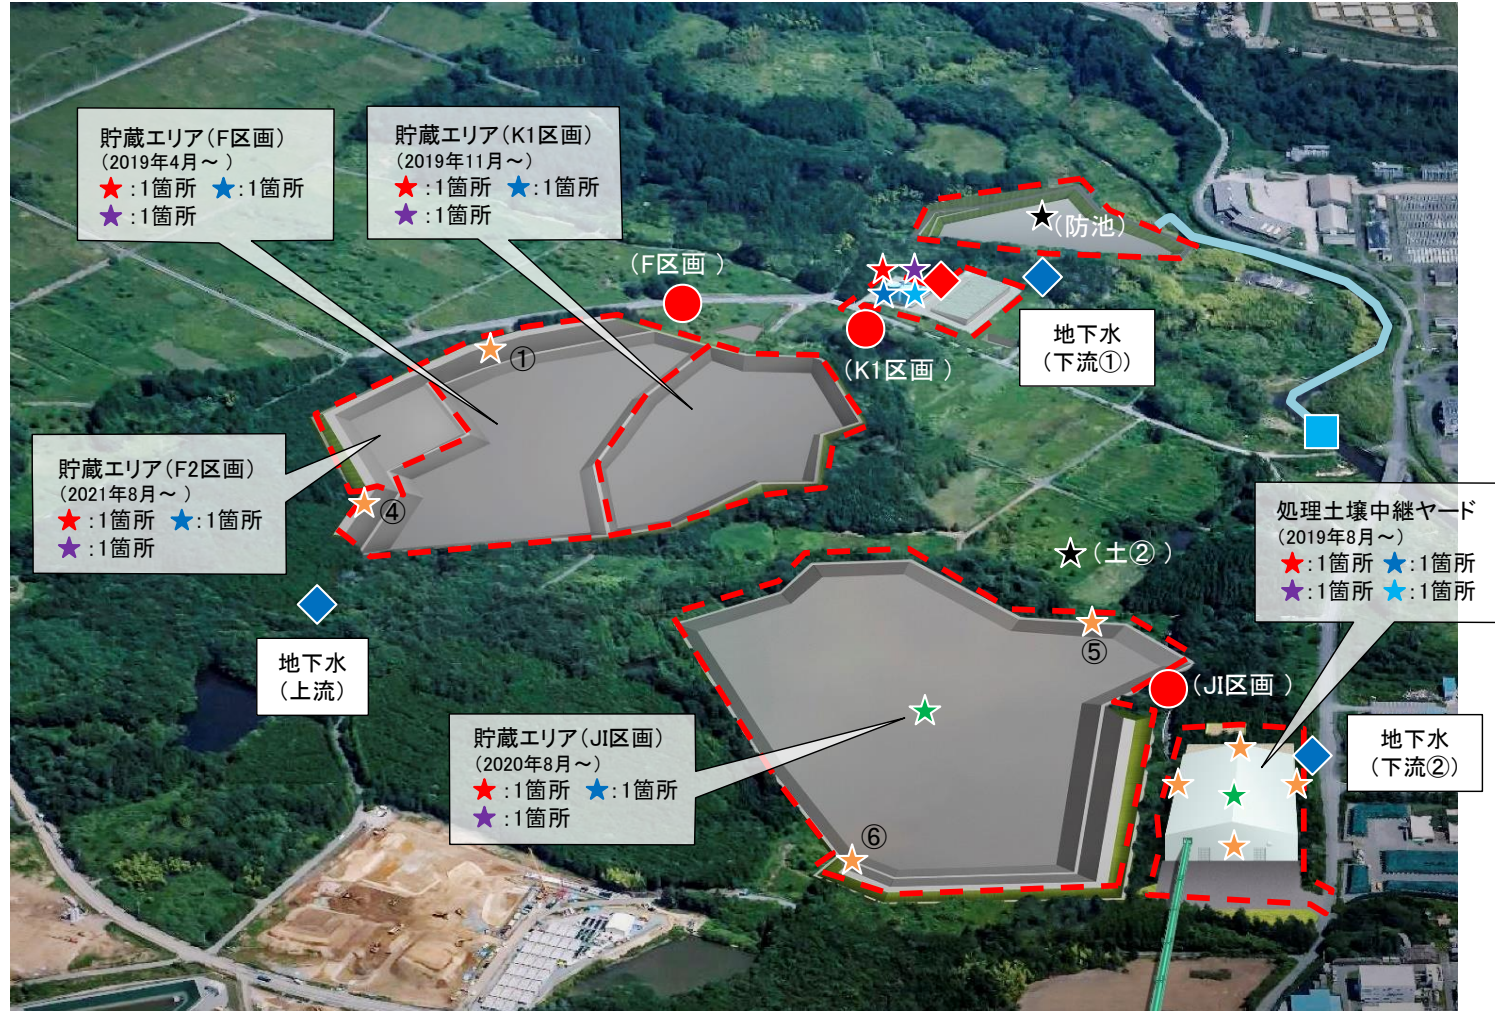 貯蔵エリア(F区画)
(2019年4月～ )
★:1箇所 ★:1箇所
★:1箇所
貯蔵エリア(K1区画)
(2019年11月～)
★:1箇所 ★:1箇所
★:1箇所
(防池)
(F区画 )
地下水
(下流①)
(K1区画 )
①
貯蔵エリア(F2区画)
(2021年8月～ )
★:1箇所 ★:1箇所
★:1箇所
④
処理土壌中継ヤード
(2019年8月～)
★:1箇所 ★:1箇所
★:1箇所 ★:1箇所
(土② )
地下水
(上流)
⑤
(JI区画 )
貯蔵エリア(JI区画)
(2020年8月～)
★:1箇所 ★:1箇所
★:1箇所
地下水
(下流②)
⑥